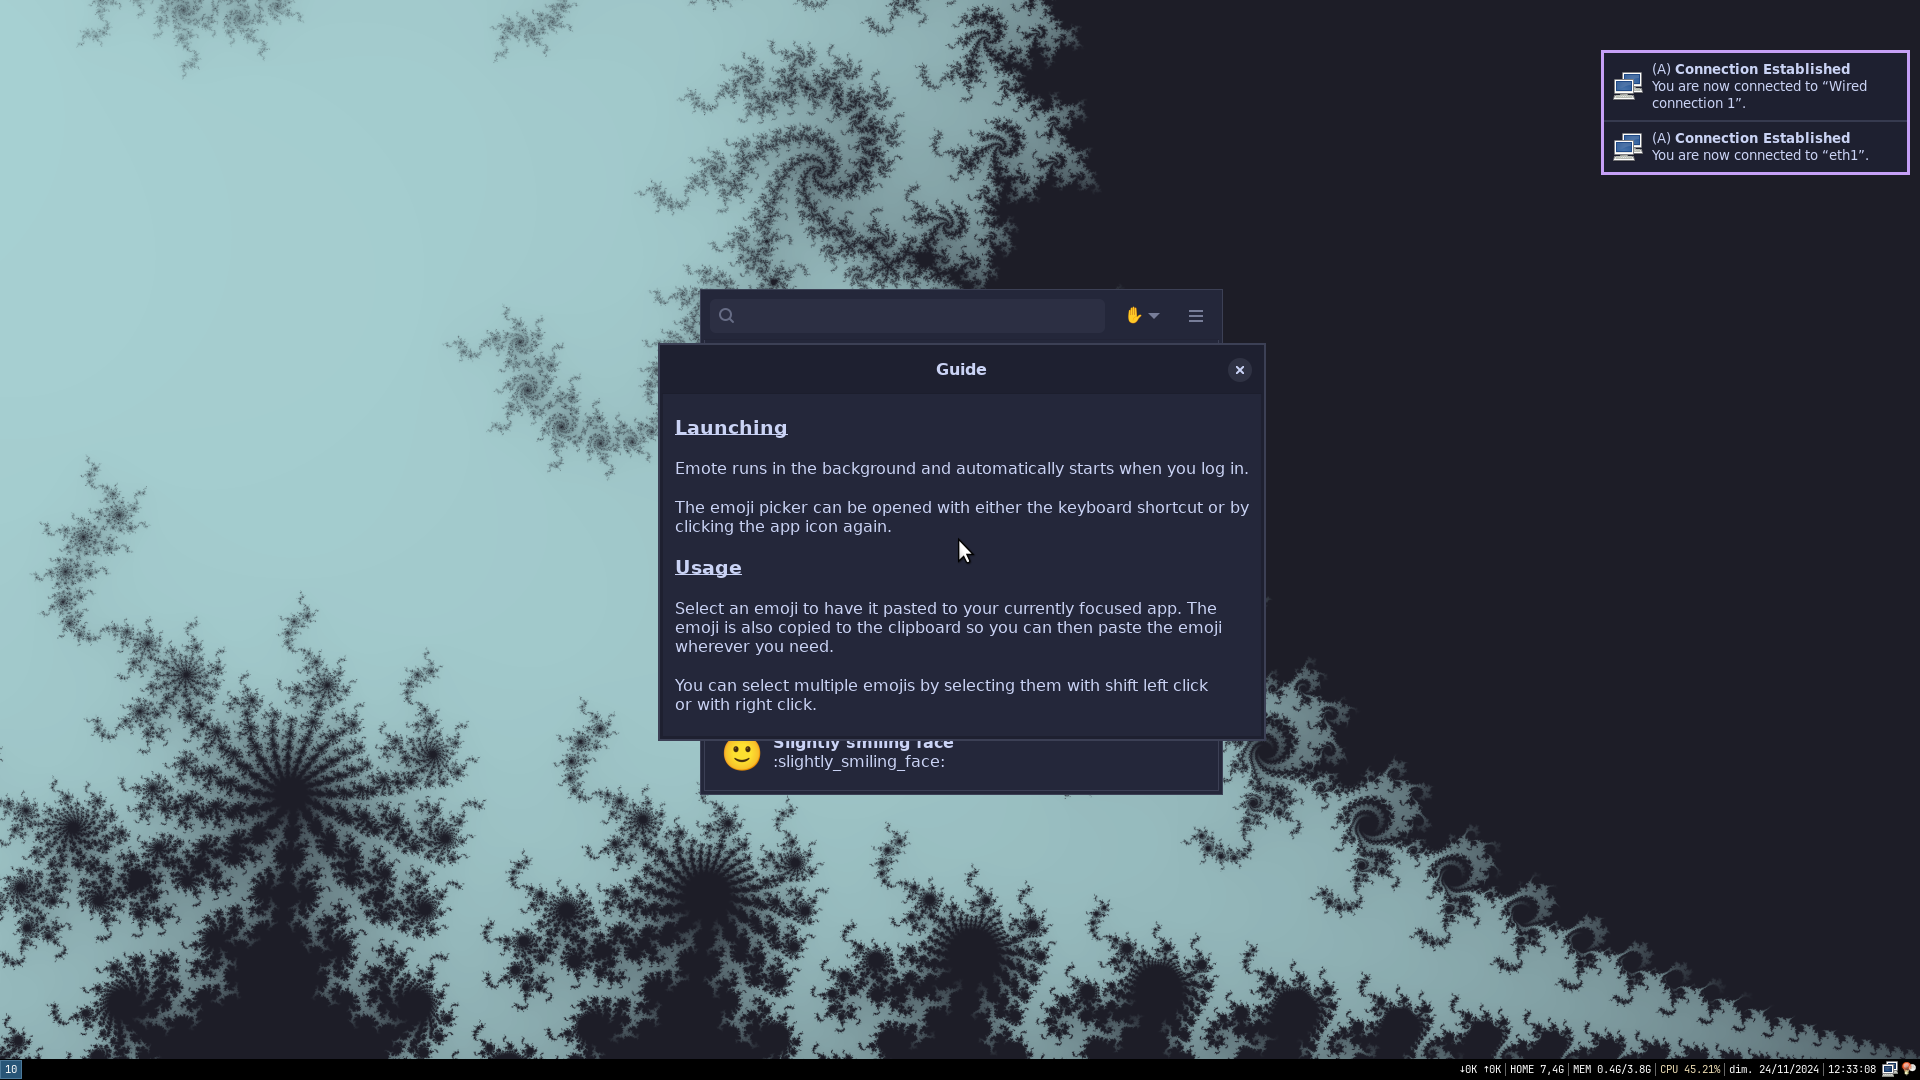 (A) Connection Established
You are now connected to “Wired
connection 1”.
(A) Connection Established
You are now connected to “eth1”.
Guide
Launching
Emote runs in the background and automatically starts when you log in.
The emoji picker can be opened with either the keyboard shortcut or by
clicking the app icon again.
Usage
Select an emoji to have it pasted to your currently focused app. The
emoji is also copied to the clipboard so you can then paste the emoji
wherever you need.
You can select multiple emojis by selecting them with shift left click
or with right click.
Slightly smiling face
:slightly_smiling_face:
10
↓0K ↑0K HOME 7,4G MEM 0.4G/3.8G CPU 45.21% dim. 24/11/2024 12:33:08